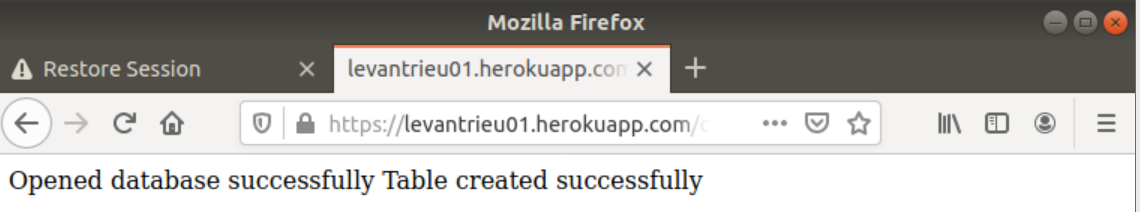 Mozilla Firefox
Restore Session
levantrieu01.herokuapp.com
https://levantrieu01.herokuapp.com/
Opened database successfully Table created successfully